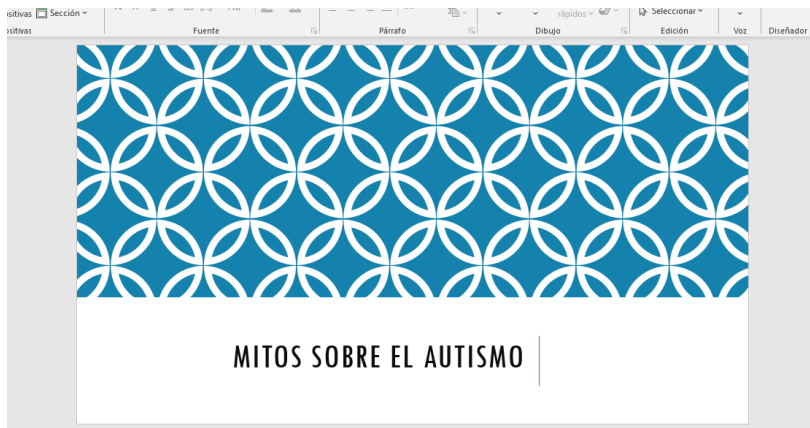 ositivas Sección
rápidos
Seleccionar
ositivas Fuente Párrafo Dibujo Edición Voz Diseñador
MITOS SOBRE EL AUTISMO